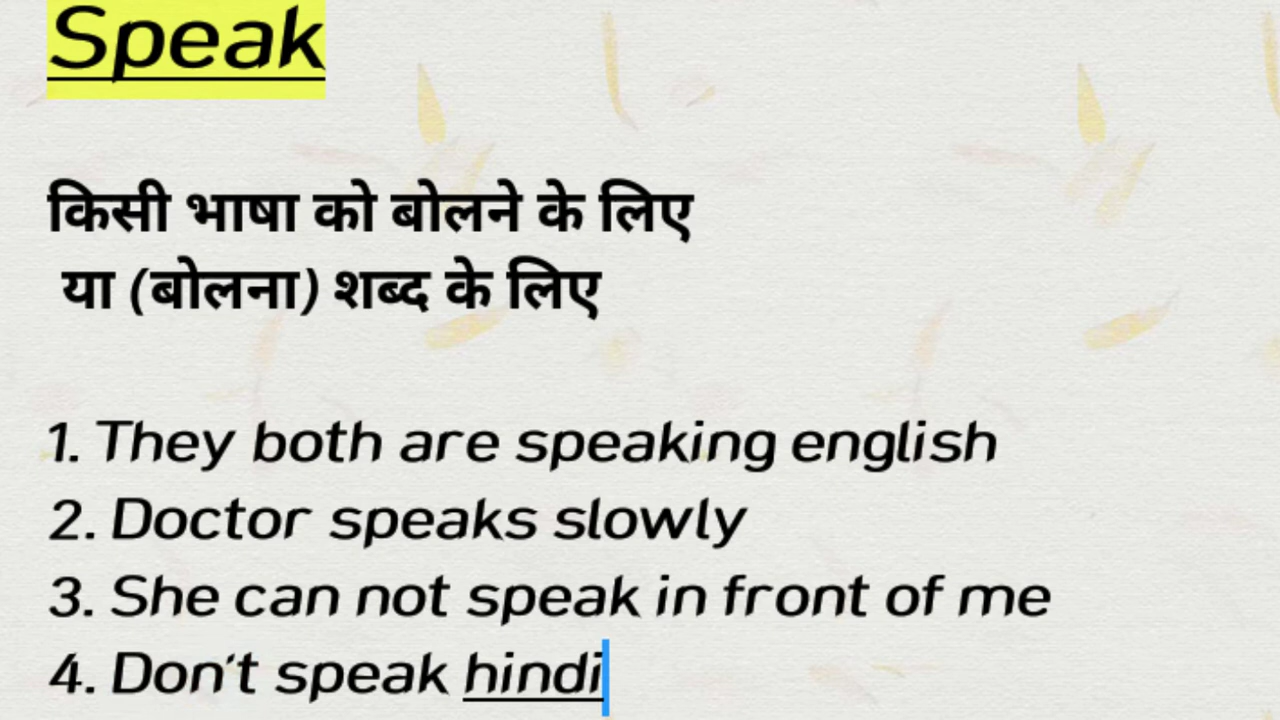 Speak
किसी भाषा को बोलने के लिए
या (बोलना) शब्द के लिए
1. They both are speaking english
2. Doctor speaks slowly
3. She can not speak in front of me
4. Don't speak hindi